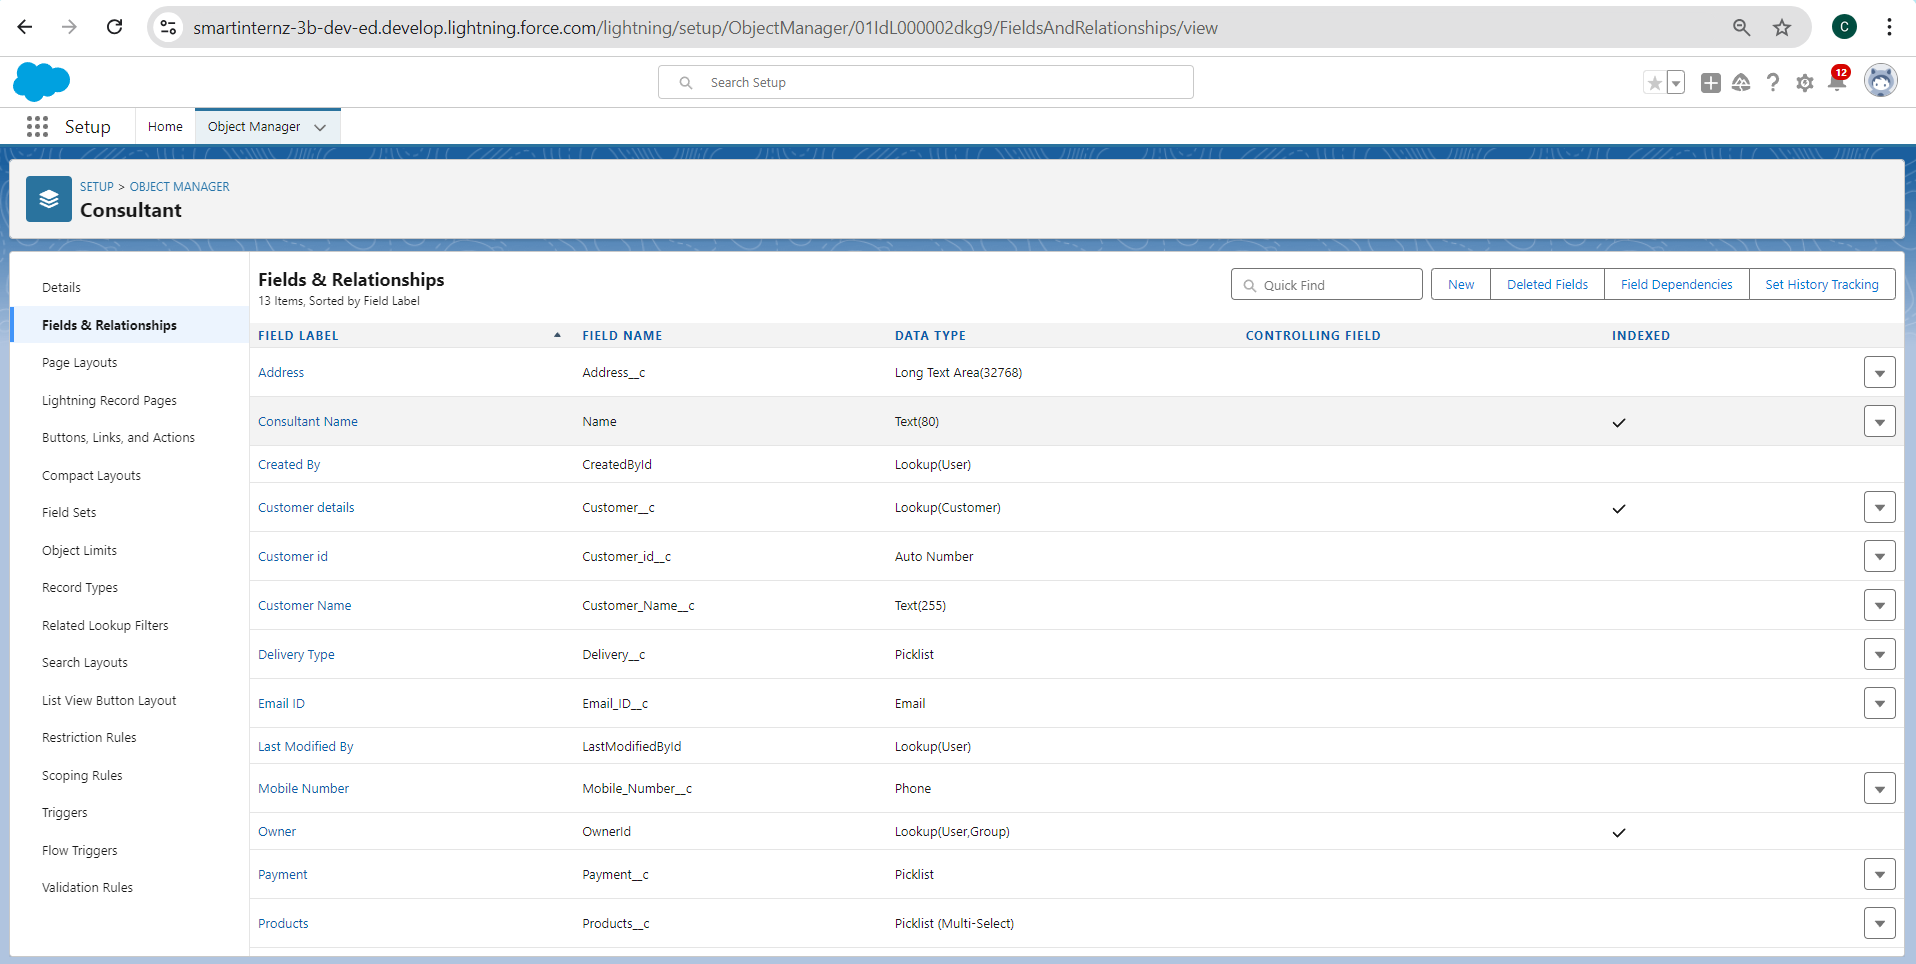 smartinternz-3b-dev-ed.develop.lightning.force.com/lightning/setup/ObjectManager/01IdL000002dkg9/FieldsAndRelationships/view
C
Search Setup
12
Setup
Home
Object Manager
SETUP > OBJECT MANAGER
Consultant
Details
Fields & Relationships
Page Layouts
Lightning Record Pages
Buttons, Links, and Actions
Compact Layouts
Field Sets
Object Limits
Record Types
Related Lookup Filters
Search Layouts
List View Button Layout
Restriction Rules
Scoping Rules
Triggers
Flow Triggers
Validation Rules
Fields & Relationships
13 Items, Sorted by Field Label
Quick Find
New
Deleted Fields
Field Dependencies
Set History Tracking
FIELD LABEL FIELD NAME DATA TYPE CONTROLLING FIELD INDEXED
Address Address__c Long Text Area(32768)
Consultant Name Name Text(80)
Created By CreatedById Lookup(User)
Customer details Customer__c Lookup(Customer)
Customer id Customer_id__c Auto Number
Customer Name Customer_Name__c Text(255)
Delivery Type Delivery__c Picklist
Email ID Email_ID__c Email
Last Modified By LastModifiedById Lookup(User)
Mobile Number Mobile_Number__c Phone
Owner OwnerId Lookup(User,Group)
Payment Payment__c Picklist
Products Products__c Picklist (Multi-Select)